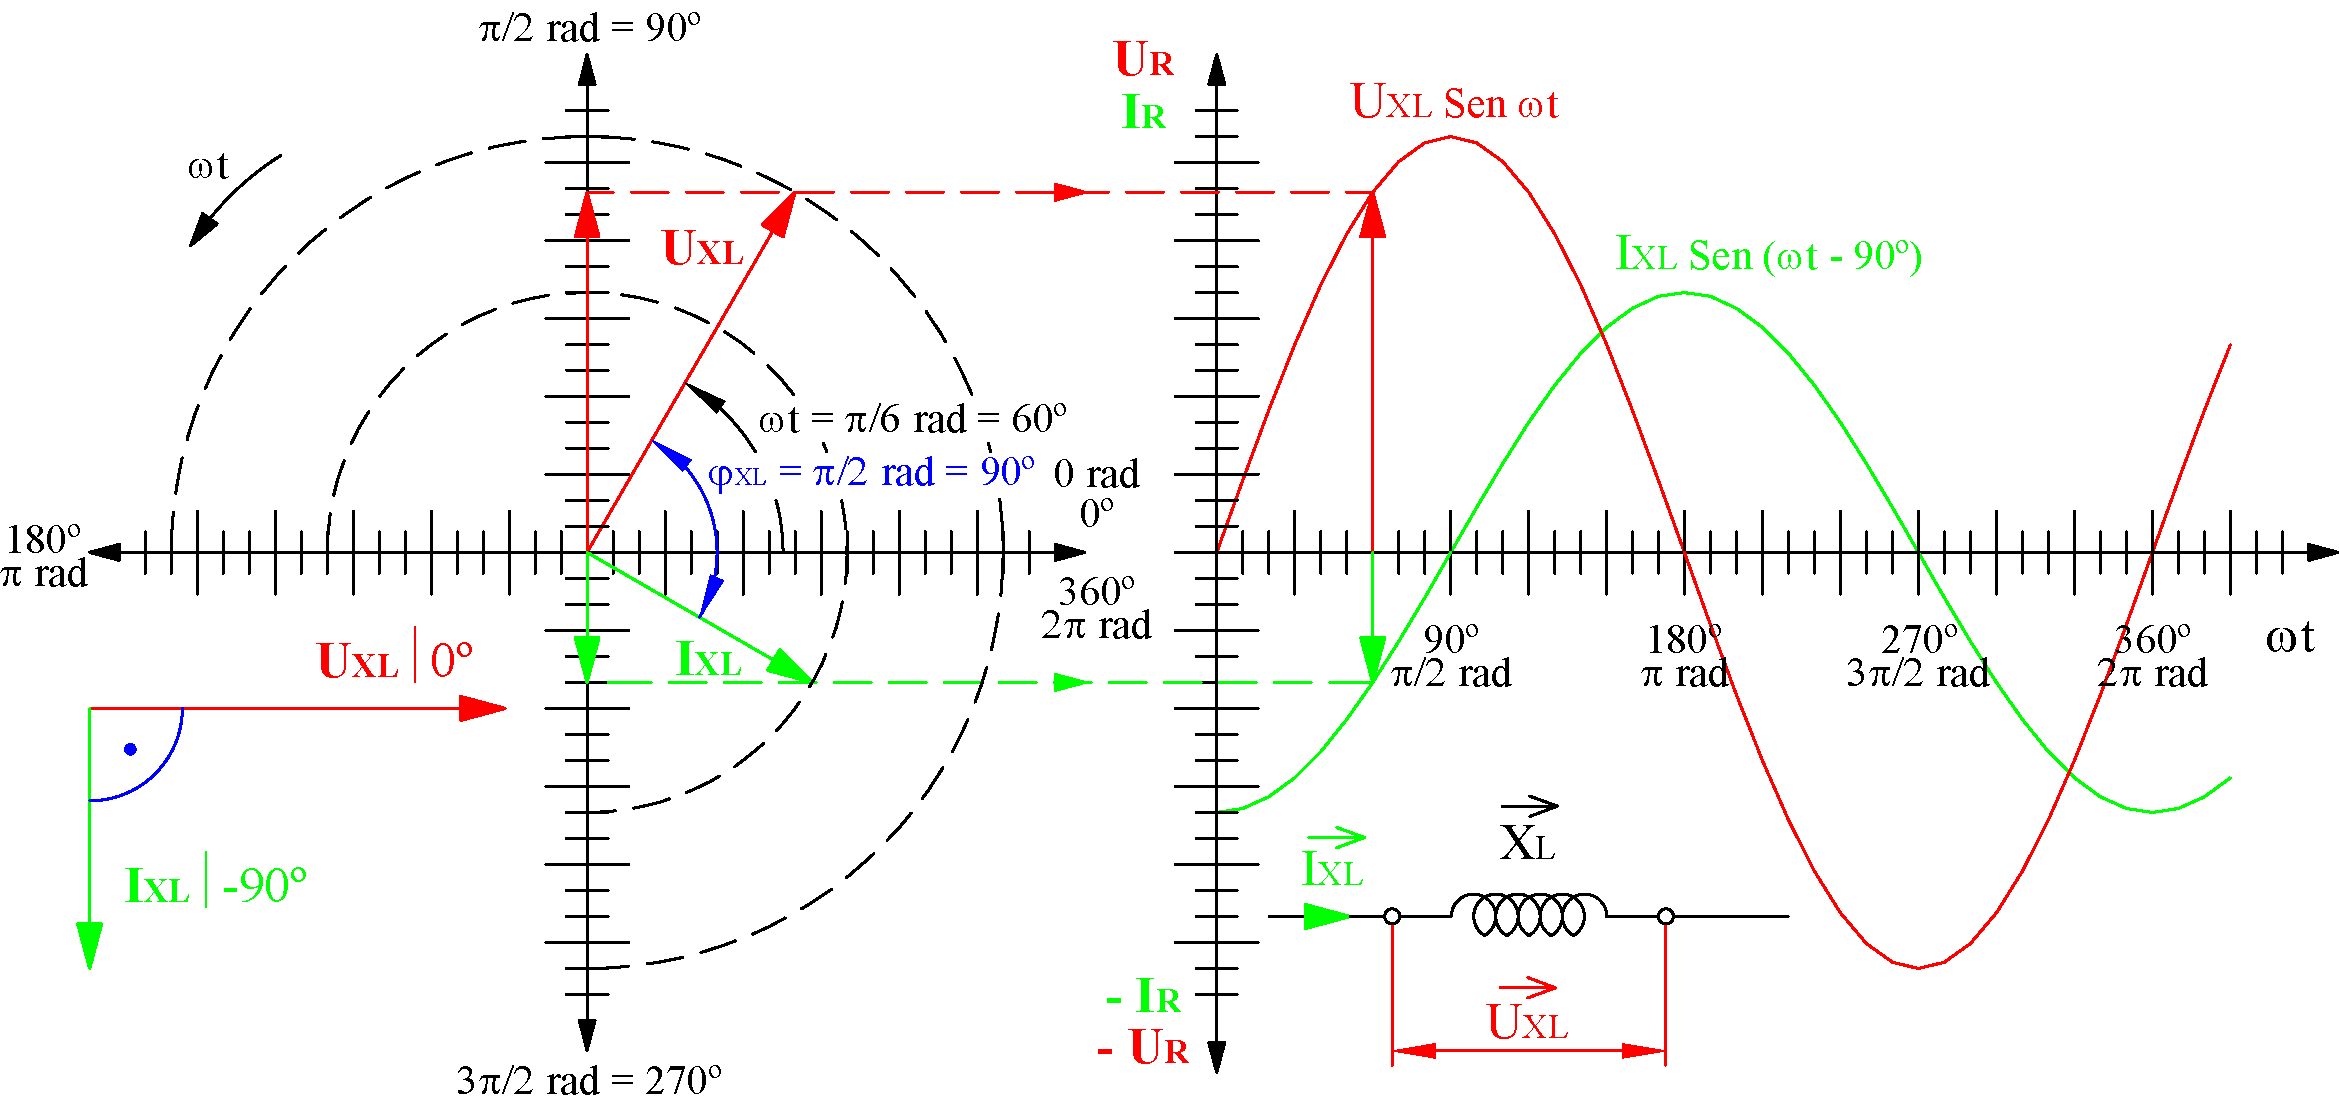 π/2 rad = 90º
ωt
UXL
ωt = π/6 rad = 60º
φXL = π/2 rad = 90º
0 rad
0º
180º
π rad
360º
2π rad
UXL 0º
IXL
IXL -90º
3π/2 rad = 270º
UR
IR
UXL Sen ωt
IXL Sen (ωt - 90º)
90º
π/2 rad
180º
π rad
270º
3π/2 rad
360º
2π rad
ωt
XL
IXL
UXL
- IR
- UR